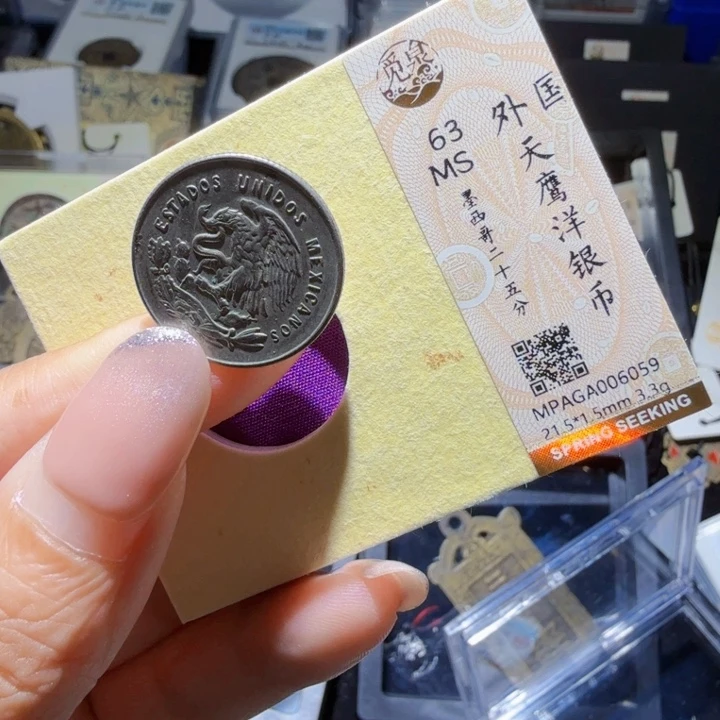 ESTADOS UNIDOS MEXICANOS
觅泉
63
MS
国
外天鹰洋银币
墨西哥二十五分
MPAGA006059
21.5*1.5mm 3.3g
SPRING SEEKING